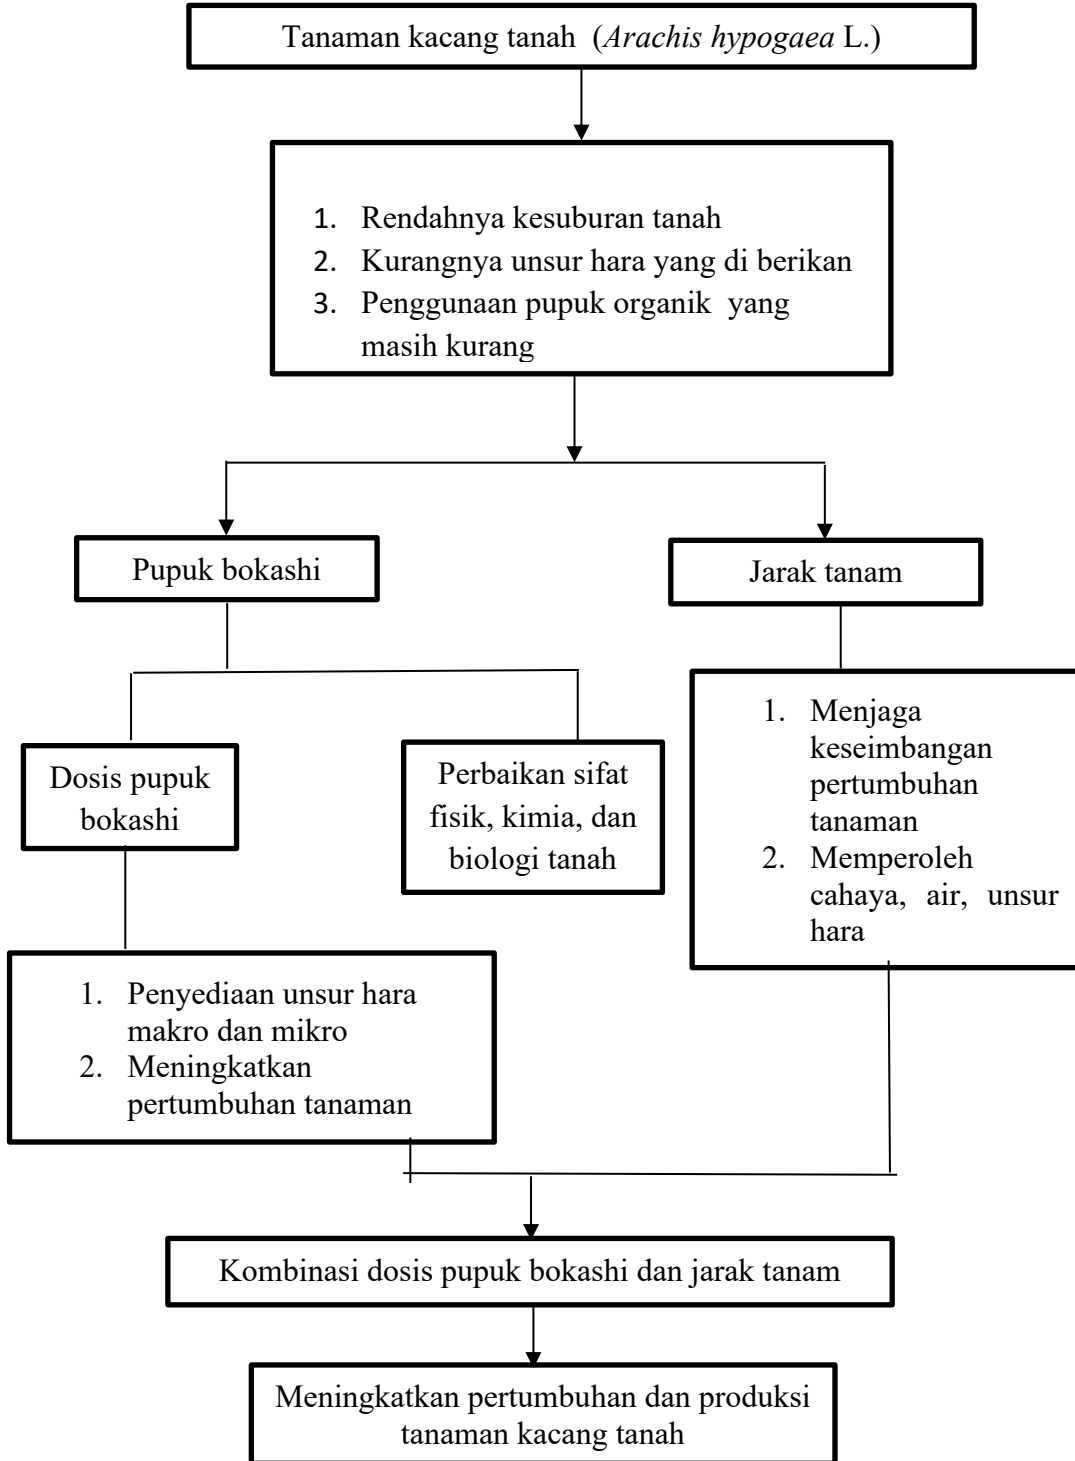 Tanaman kacang tanah  (Arachis hypogaea L.)
1. Rendahnya kesuburan tanah
2. Kurangnya unsur hara yang di berikan
3. Penggunaan pupuk organik  yang
masih kurang
Pupuk bokashi
Jarak tanam
Dosis pupuk
bokashi
Perbaikan sifat
fisik, kimia, dan
biologi tanah
1. Menjaga
keseimbangan
pertumbuhan
tanaman
2. Memperoleh
cahaya, air, unsur
hara
1. Penyediaan unsur hara
makro dan mikro
2. Meningkatkan
pertumbuhan tanaman
Kombinasi dosis pupuk bokashi dan jarak tanam
Meningkatkan pertumbuhan dan produksi
tanaman kacang tanah